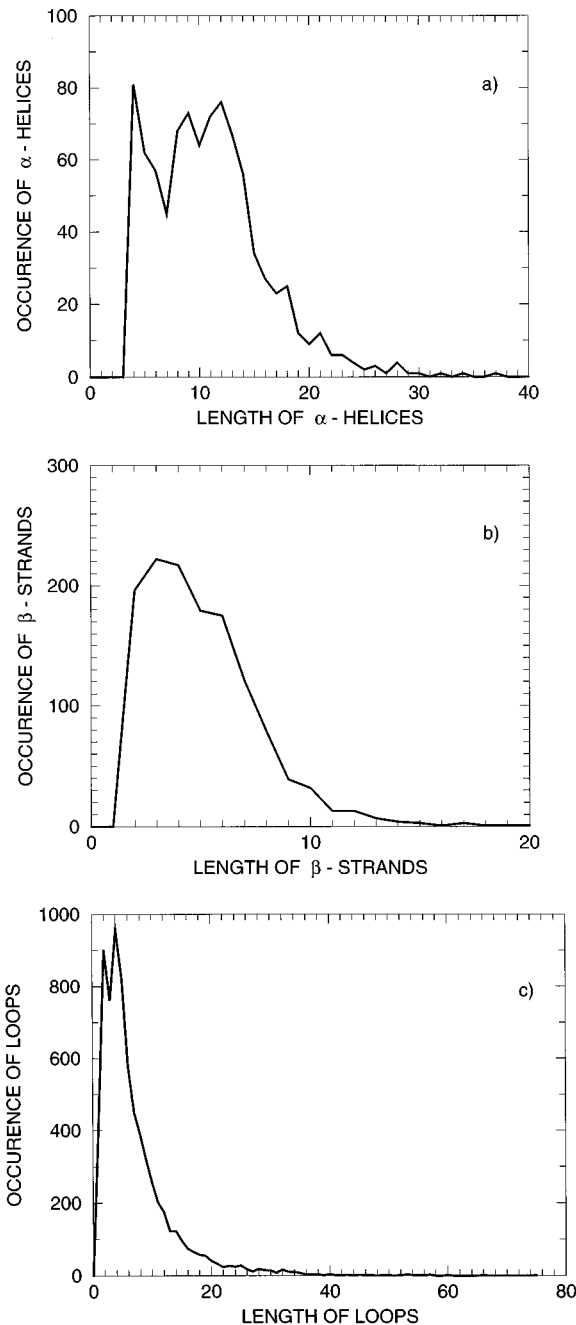 100
80
60
40
20
0
OCCURENCE OF α - HELICES
a)
0 10 20 30 40
LENGTH OF α - HELICES
300
200
100
0
OCCURENCE OF β - STRANDS
b)
0 10 20
LENGTH OF β - STRANDS
1000
800
600
400
200
0
OCCURENCE OF LOOPS
c)
0 20 40 60 80
LENGTH OF LOOPS